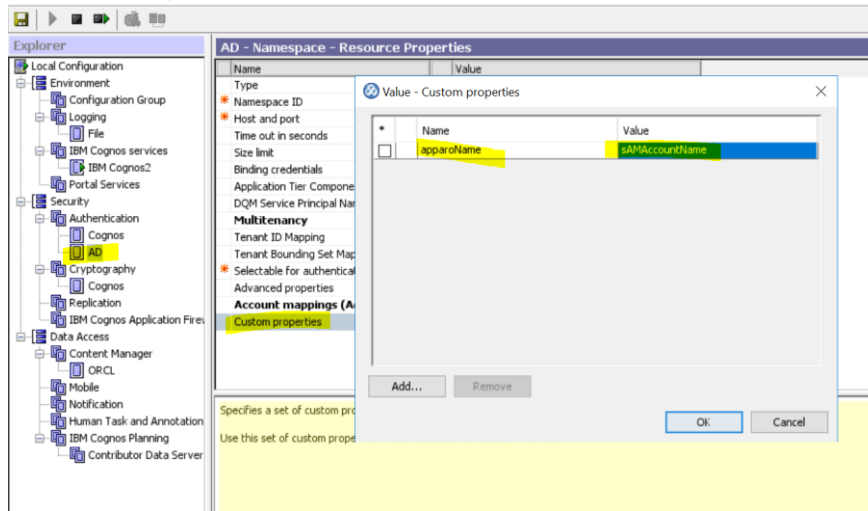 Explorer
Local Configuration
Environment
Configuration Group
Logging
File
IBM Cognos services
IBM Cognos2
Portal Services
Security
Authentication
Cognos
AD
Cryptography
Cognos
Replication
IBM Cognos Application Firew
Data Access
Content Manager
ORCL
Mobile
Notification
Human Task and Annotation
IBM Cognos Planning
Contributor Data Server
AD - Namespace - Resource Properties
Name Value
Type
* Namespace ID
* Host and port
Time out in seconds
Size limit
Binding credentials
Application Tier Compone
DQM Service Principal Nar
Multitenancy
Tenant ID Mapping
Tenant Bounding Set Map
* Selectable for authenticat
Advanced properties
Account mappings (A
Custom properties
Specifies a set of custom pro
Use this set of custom prope
Value - Custom properties
* Name Value
apparoName sAMAccountName
Add... Remove
OK Cancel